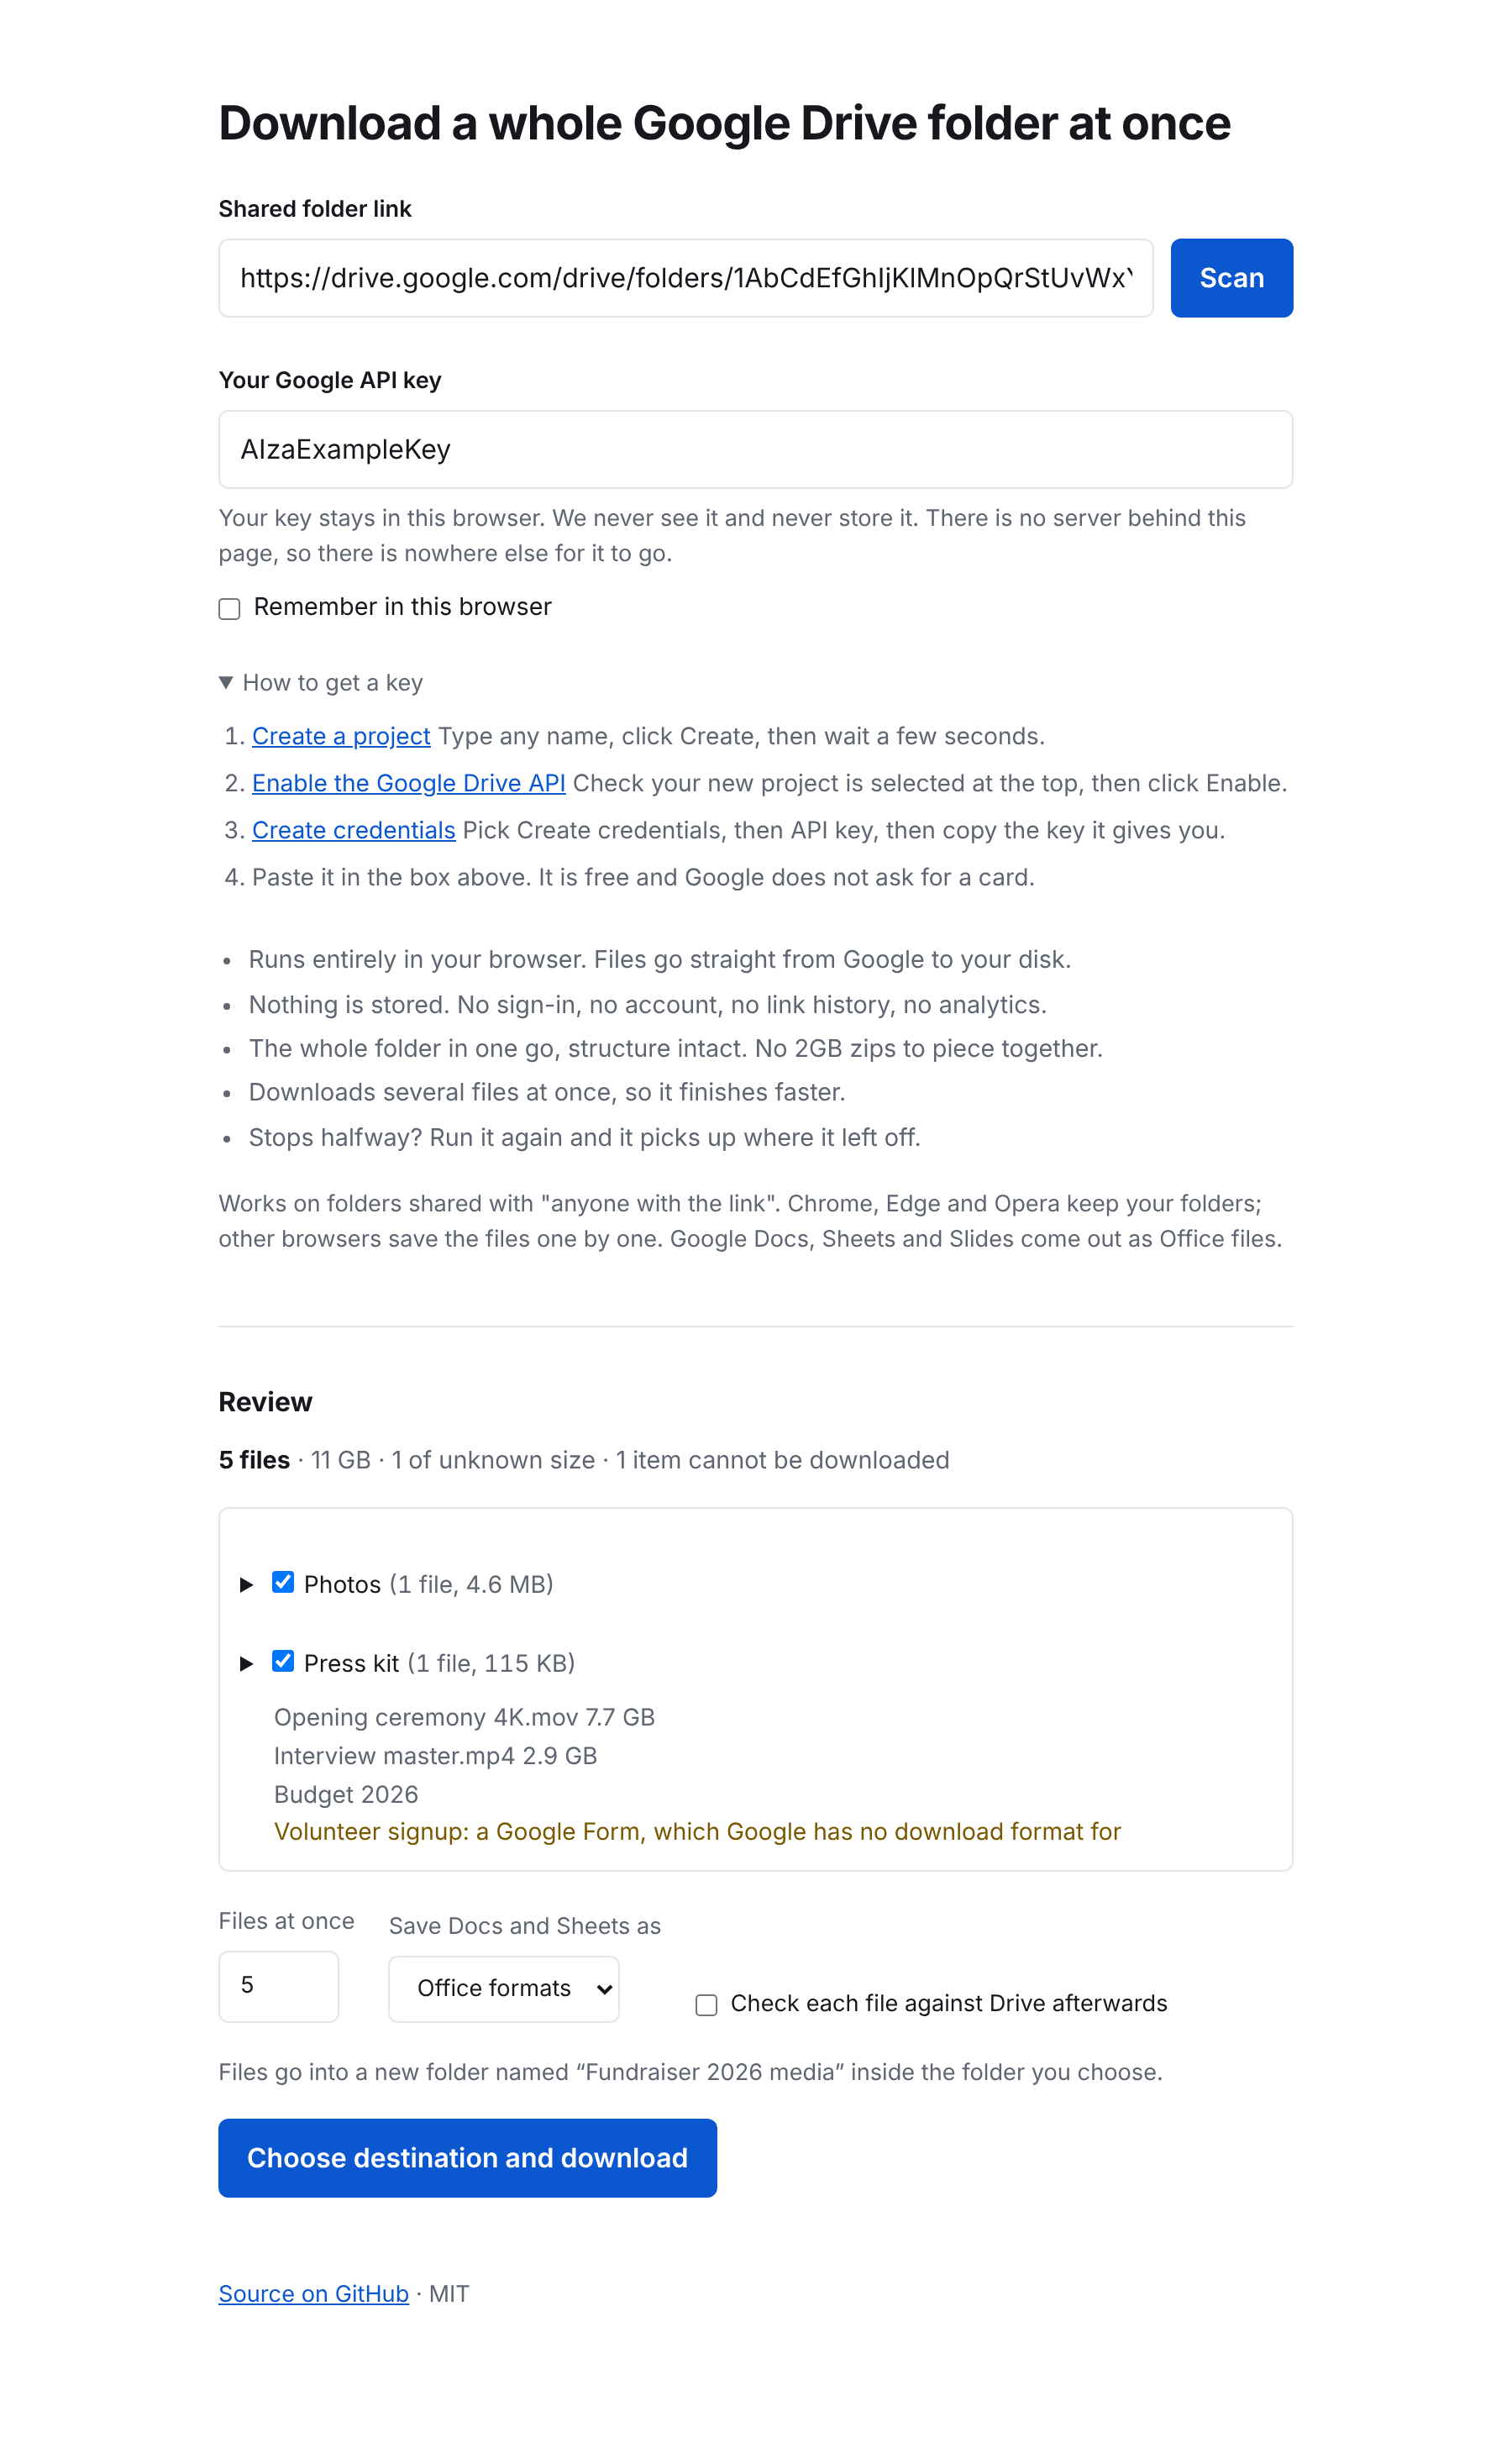 Download a whole Google Drive folder at once
Shared folder link
https://drive.google.com/drive/folders/1AbCdEfGhIjKlMnOpQrStUvWxY
Scan
Your Google API key
AIzaExampleKey
Your key stays in this browser. We never see it and never store it. There is no server behind this
page, so there is nowhere else for it to go.
Remember in this browser
How to get a key
1. Create a project Type any name, click Create, then wait a few seconds.
2. Enable the Google Drive API Check your new project is selected at the top, then click Enable.
3. Create credentials Pick Create credentials, then API key, then copy the key it gives you.
4. Paste it in the box above. It is free and Google does not ask for a card.
• Runs entirely in your browser. Files go straight from Google to your disk.
• Nothing is stored. No sign-in, no account, no link history, no analytics.
• The whole folder in one go, structure intact. No 2GB zips to piece together.
• Downloads several files at once, so it finishes faster.
• Stops halfway? Run it again and it picks up where it left off.
Works on folders shared with "anyone with the link". Chrome, Edge and Opera keep your folders;
other browsers save the files one by one. Google Docs, Sheets and Slides come out as Office files.
Review
5 files · 11 GB · 1 of unknown size · 1 item cannot be downloaded
Photos (1 file, 4.6 MB)
Press kit (1 file, 115 KB)
Opening ceremony 4K.mov 7.7 GB
Interview master.mp4 2.9 GB
Budget 2026
Volunteer signup: a Google Form, which Google has no download format for
Files at once
Save Docs and Sheets as
5
Office formats
Check each file against Drive afterwards
Files go into a new folder named “Fundraiser 2026 media” inside the folder you choose.
Choose destination and download
Source on GitHub · MIT